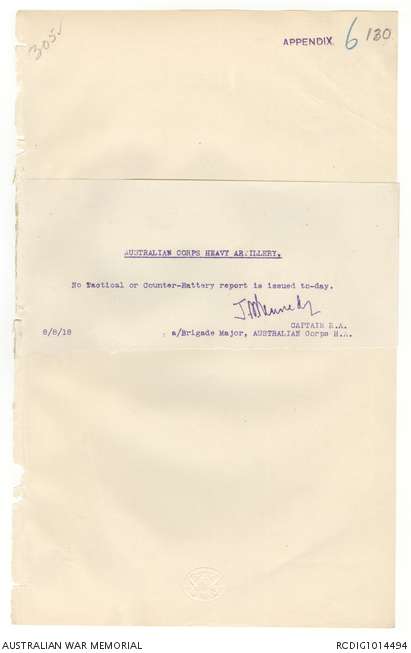 305
APPENDIX. 6 130
AUSTRALIAN CORPS HEAVY ARTILLERY.
No Tactical or Counter-Battery report is issued to-day.
CAPTAIN R.A.
8/8/18 a/Brigade Major, AUSTRALIAN Corps H.A.
AUSTRALIAN WAR MEMORIAL RCDIG1014494